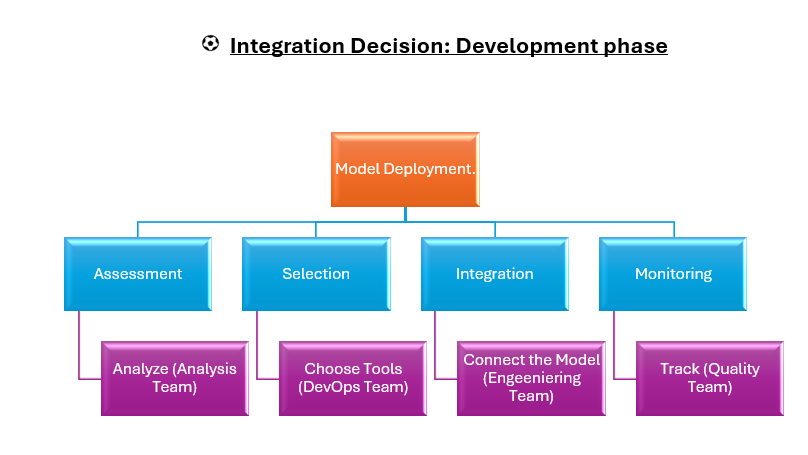 Integration Decision: Development phase
Model Deployment.
Assessment
Selection
Integration
Monitoring
Analyze (Analysis
Team)
Choose Tools
(DevOps Team)
Connect the Model
(Engeeniering
Team)
Track (Quality
Team)